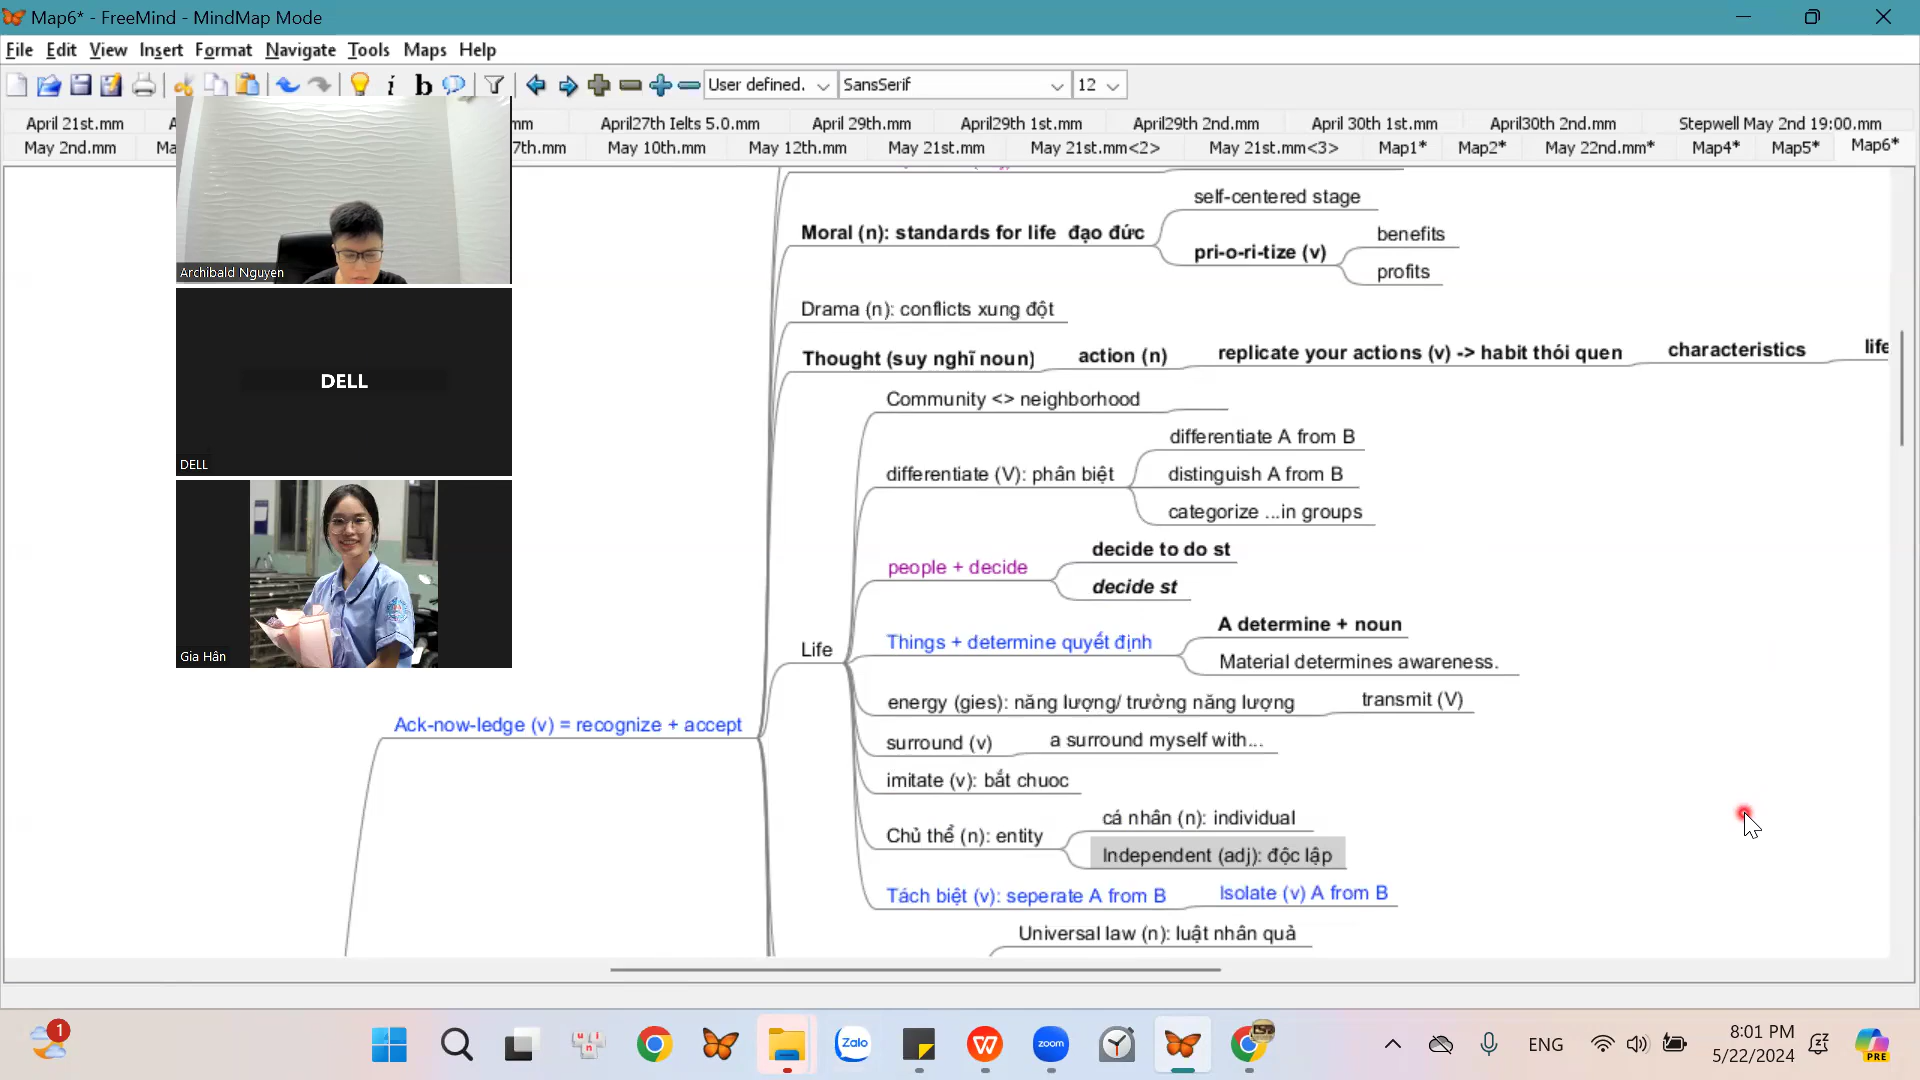 Map6* - FreeMind - MindMap Mode
File Edit View Insert Format Navigate Tools Maps Help
i b User defined. SansSerif 12
April 21st.mm mm April27th Ielts 5.0.mm April 29th.mm April29th 1st.mm April29th 2nd.mm April 30th 1st.mm April30th 2nd.mm Stepwell May 2nd 19:00.mm
May 2nd.mm Ma 7th.mm May 10th.mm May 12th.mm May 21st.mm May 21st.mm<2> May 21st.mm<3> Map1* Map2* May 22nd.mm* Map4* Map5* Map6*
self-centered stage
Moral (n): standards for life đạo đức
benefits
pri-o-ri-tize (v)
profits
Archibald Nguyen
Drama (n): conflicts xung đột
Thought (suy nghĩ noun) action (n) replicate your actions (v) -> habit thói quen characteristics life
DELL
DELL
Community <> neighborhood
differentiate A from B
differentiate (V): phân biệt
distinguish A from B
categorize ...in groups
people + decide
decide to do st
decide st
Gia Hân
Life
Things + determine quyết định
A determine + noun
Material determines awareness.
energy (gies): năng lượng/ trường năng lượng transmit (V)
Ack-now-ledge (v) = recognize + accept
surround (v) a surround myself with...
imitate (v): bắt chuoc
cá nhân (n): individual
Chủ thể (n): entity
Independent (adj): độc lập
Tách biệt (v): seperate A from B Isolate (v) A from B
Universal law (n): luật nhân quả
1
Zalo
zoom
ENG
8:01 PM
5/22/2024
PRE